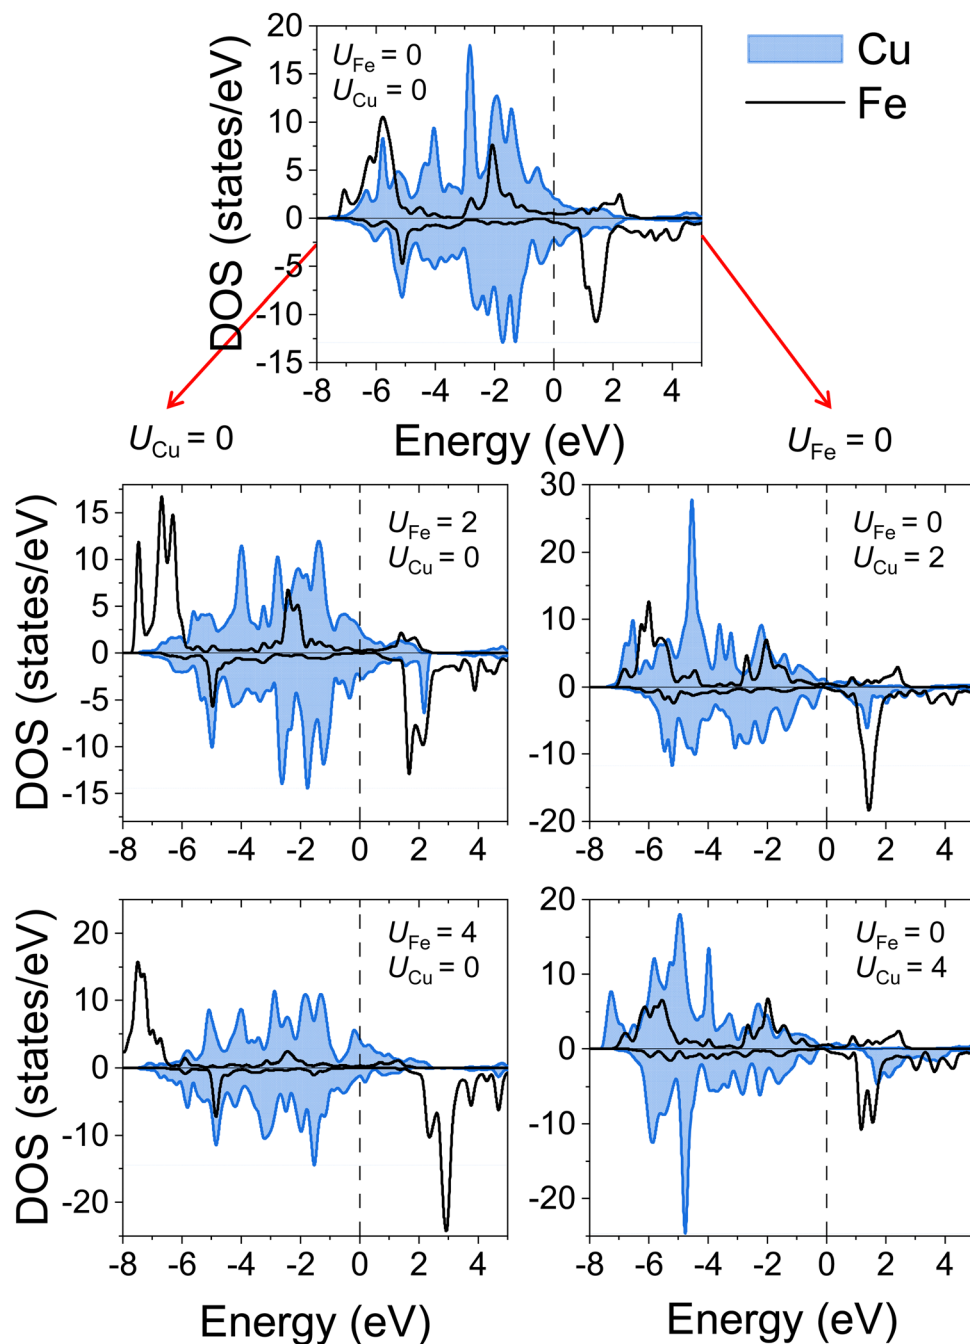 20
15
10
5
0
-5
-10
-15
DOS (states/eV)
U_Fe = 0
U_Cu = 0
Cu
Fe
-8 -6 -4 -2 0 2 4
Energy (eV)
U_Cu = 0
U_Fe = 0
15
10
5
0
-5
-10
-15
DOS (states/eV)
U_Fe = 2
U_Cu = 0
-8 -6 -4 -2 0 2 4
30
20
10
0
-10
-20
U_Fe = 0
U_Cu = 2
-8 -6 -4 -2 0 2 4
20
10
0
-10
-20
DOS (states/eV)
U_Fe = 4
U_Cu = 0
-8 -6 -4 -2 0 2 4
Energy (eV)
20
10
0
-10
-20
U_Fe = 0
U_Cu = 4
-8 -6 -4 -2 0 2 4
Energy (eV)